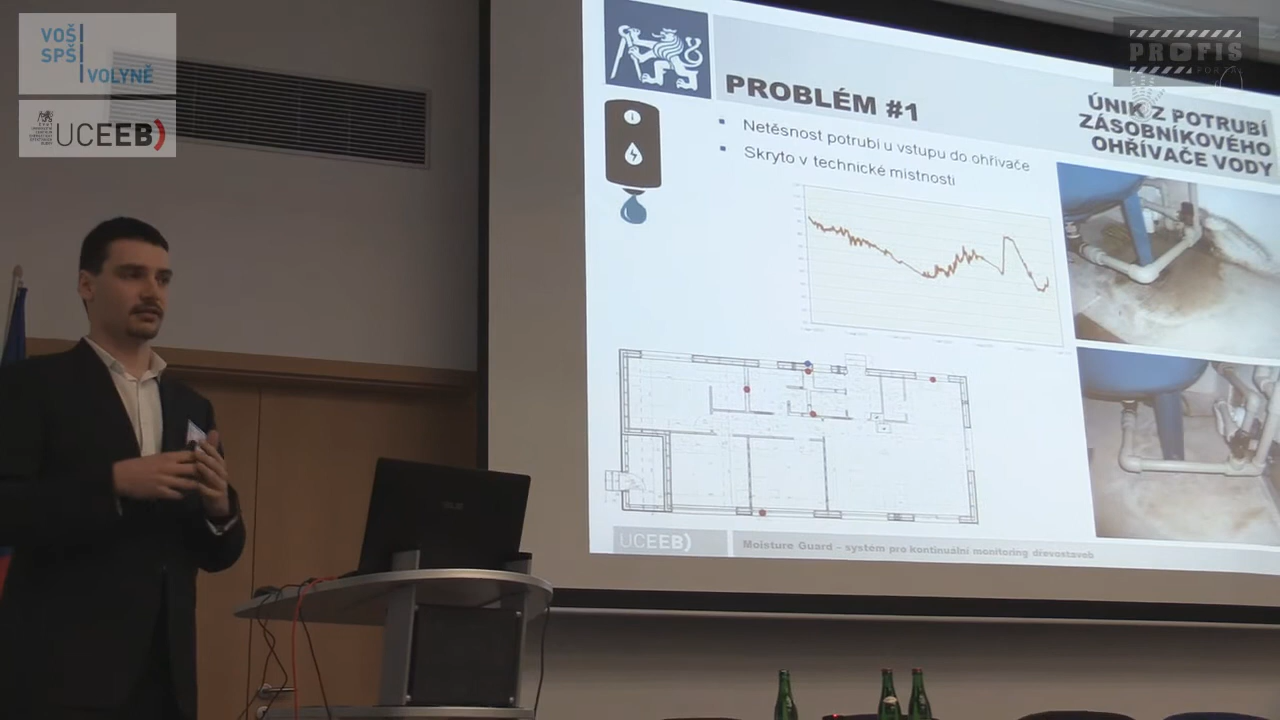 VOŠ
SPŠ
VOLYNĚ
UCEEB
PROFIS
PROBLÉM #1
ÚNIK Z POTRUBÍ
ZÁSOBNÍKOVÉHO
OHŘÍVAČE VODY
Netěsnost potrubí u vstupu do ohřívače
Skryto v technické místnosti
UCEEB
Moisture Guard – systém pro kontinuální monitoring dřevostaveb